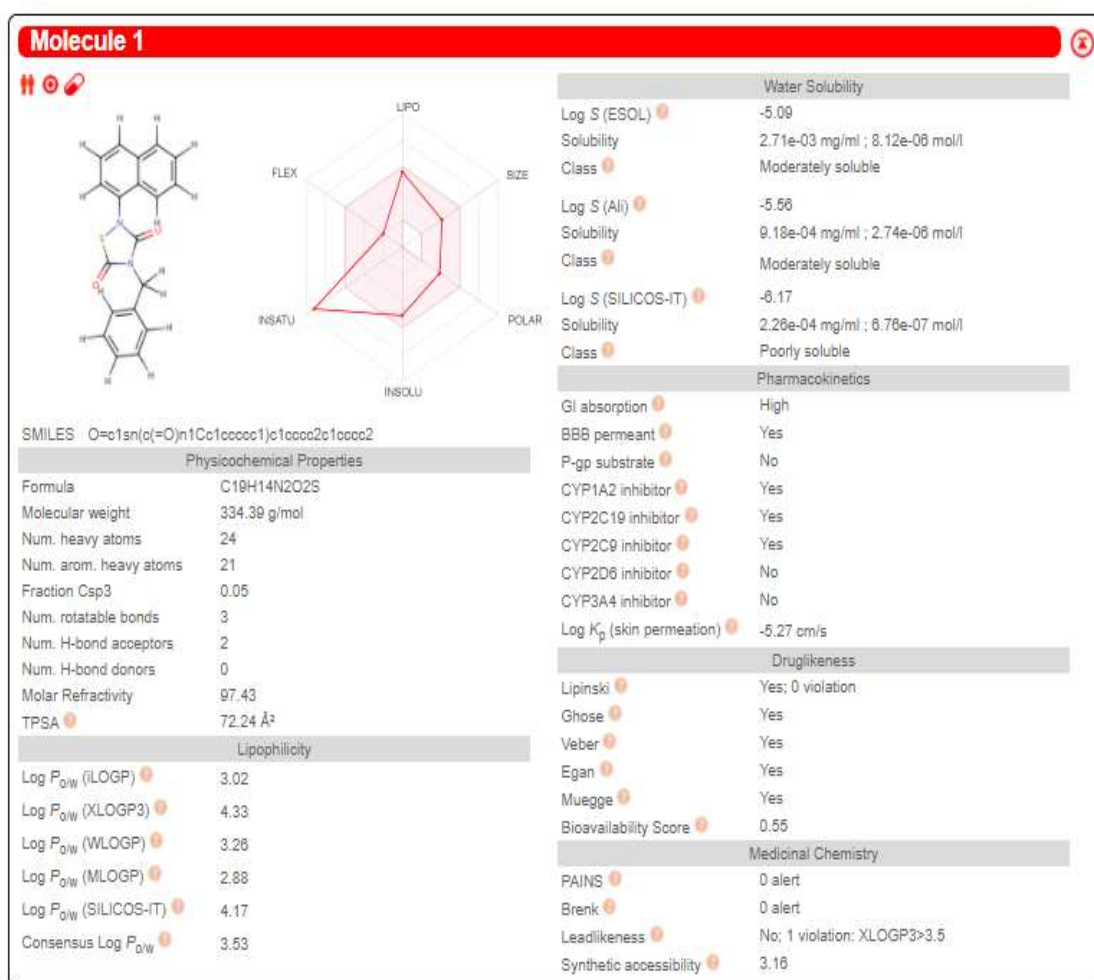 Molecule 1
LIPO
FLEX
SIZE
INSATU
POLAR
INSOLU
SMILES O=c1sn(c(=O)n1Cc1ccccc1)c1cccc2c1cccc2
Physicochemical Properties
Formula C19H14N2O2S
Molecular weight 334.39 g/mol
Num. heavy atoms 24
Num. arom. heavy atoms 21
Fraction Csp3 0.05
Num. rotatable bonds 3
Num. H-bond acceptors 2
Num. H-bond donors 0
Molar Refractivity 97.43
TPSA 72.24 Å²
Lipophilicity
Log Po/w (iLOGP) 3.02
Log Po/w (XLOGP3) 4.33
Log Po/w (WLOGP) 3.26
Log Po/w (MLOGP) 2.88
Log Po/w (SILICOS-IT) 4.17
Consensus Log Po/w 3.53
Water Solubility
Log S (ESOL) -5.09
Solubility 2.71e-03 mg/ml ; 8.12e-06 mol/l
Class Moderately soluble
Log S (Ali) -5.56
Solubility 9.18e-04 mg/ml ; 2.74e-06 mol/l
Class Moderately soluble
Log S (SILICOS-IT) -6.17
Solubility 2.26e-04 mg/ml ; 6.76e-07 mol/l
Class Poorly soluble
Pharmacokinetics
GI absorption High
BBB permeant Yes
P-gp substrate No
CYP1A2 inhibitor Yes
CYP2C19 inhibitor Yes
CYP2C9 inhibitor Yes
CYP2D6 inhibitor No
CYP3A4 inhibitor No
Log Kp (skin permeation) -5.27 cm/s
Druglikeness
Lipinski Yes; 0 violation
Ghose Yes
Veber Yes
Egan Yes
Muegge Yes
Bioavailability Score 0.55
Medicinal Chemistry
PAINS 0 alert
Brenk 0 alert
Leadlikeness No; 1 violation: XLOGP3>3.5
Synthetic accessibility 3.16